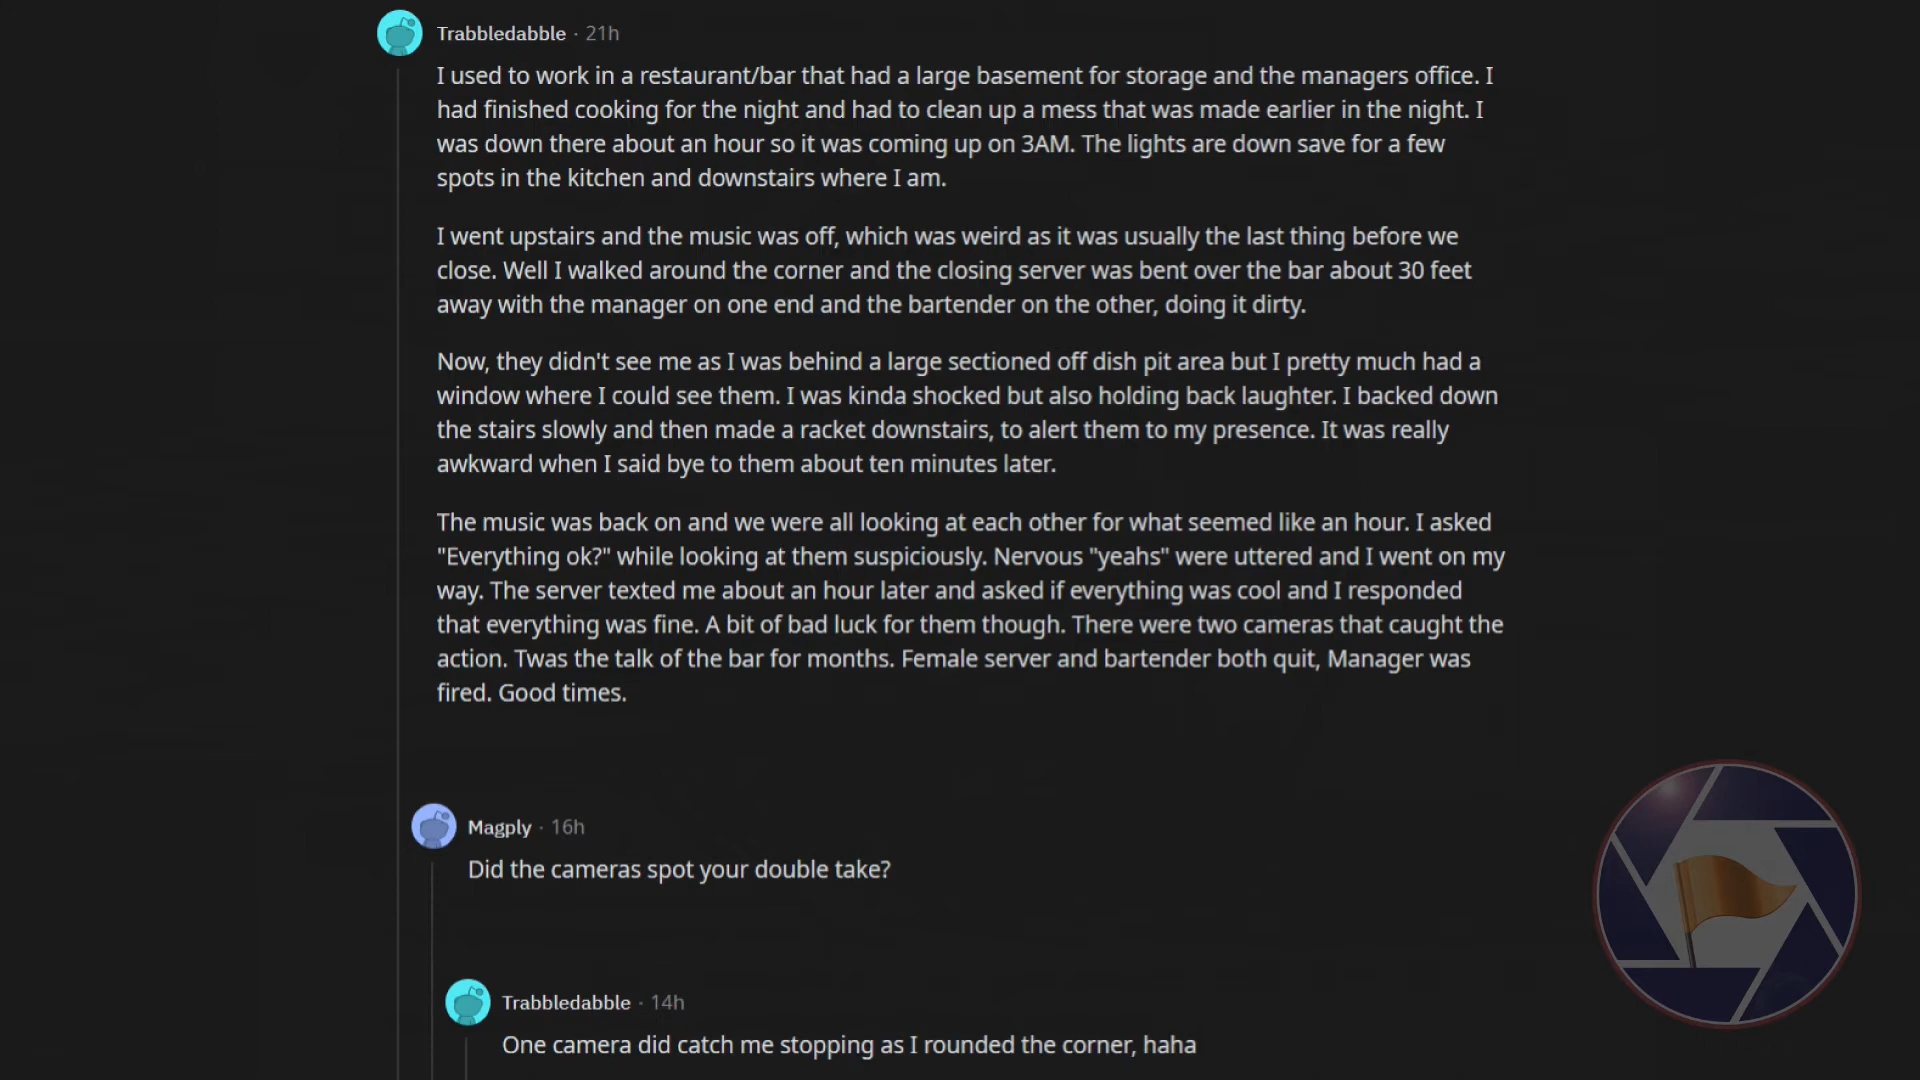 Trabbledabble · 21h
I used to work in a restaurant/bar that had a large basement for storage and the managers office. I
had finished cooking for the night and had to clean up a mess that was made earlier in the night. I
was down there about an hour so it was coming up on 3AM. The lights are down save for a few
spots in the kitchen and downstairs where I am.
I went upstairs and the music was off, which was weird as it was usually the last thing before we
close. Well I walked around the corner and the closing server was bent over the bar about 30 feet
away with the manager on one end and the bartender on the other, doing it dirty.
Now, they didn't see me as I was behind a large sectioned off dish pit area but I pretty much had a
window where I could see them. I was kinda shocked but also holding back laughter. I backed down
the stairs slowly and then made a racket downstairs, to alert them to my presence. It was really
awkward when I said bye to them about ten minutes later.
The music was back on and we were all looking at each other for what seemed like an hour. I asked
"Everything ok?" while looking at them suspiciously. Nervous "yeahs" were uttered and I went on my
way. The server texted me about an hour later and asked if everything was cool and I responded
that everything was fine. A bit of bad luck for them though. There were two cameras that caught the
action. Twas the talk of the bar for months. Female server and bartender both quit, Manager was
fired. Good times.
Magply · 16h
Did the cameras spot your double take?
Trabbledabble · 14h
One camera did catch me stopping as I rounded the corner, haha